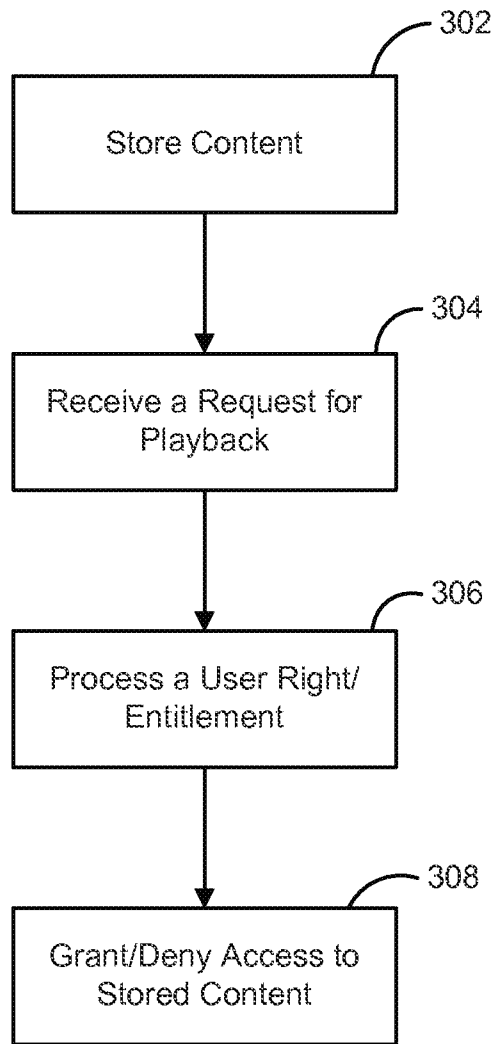 302
Store Content
304
Receive a Request for
Playback
306
Process a User Right/
Entitlement
308
Grant/Deny Access to
Stored Content